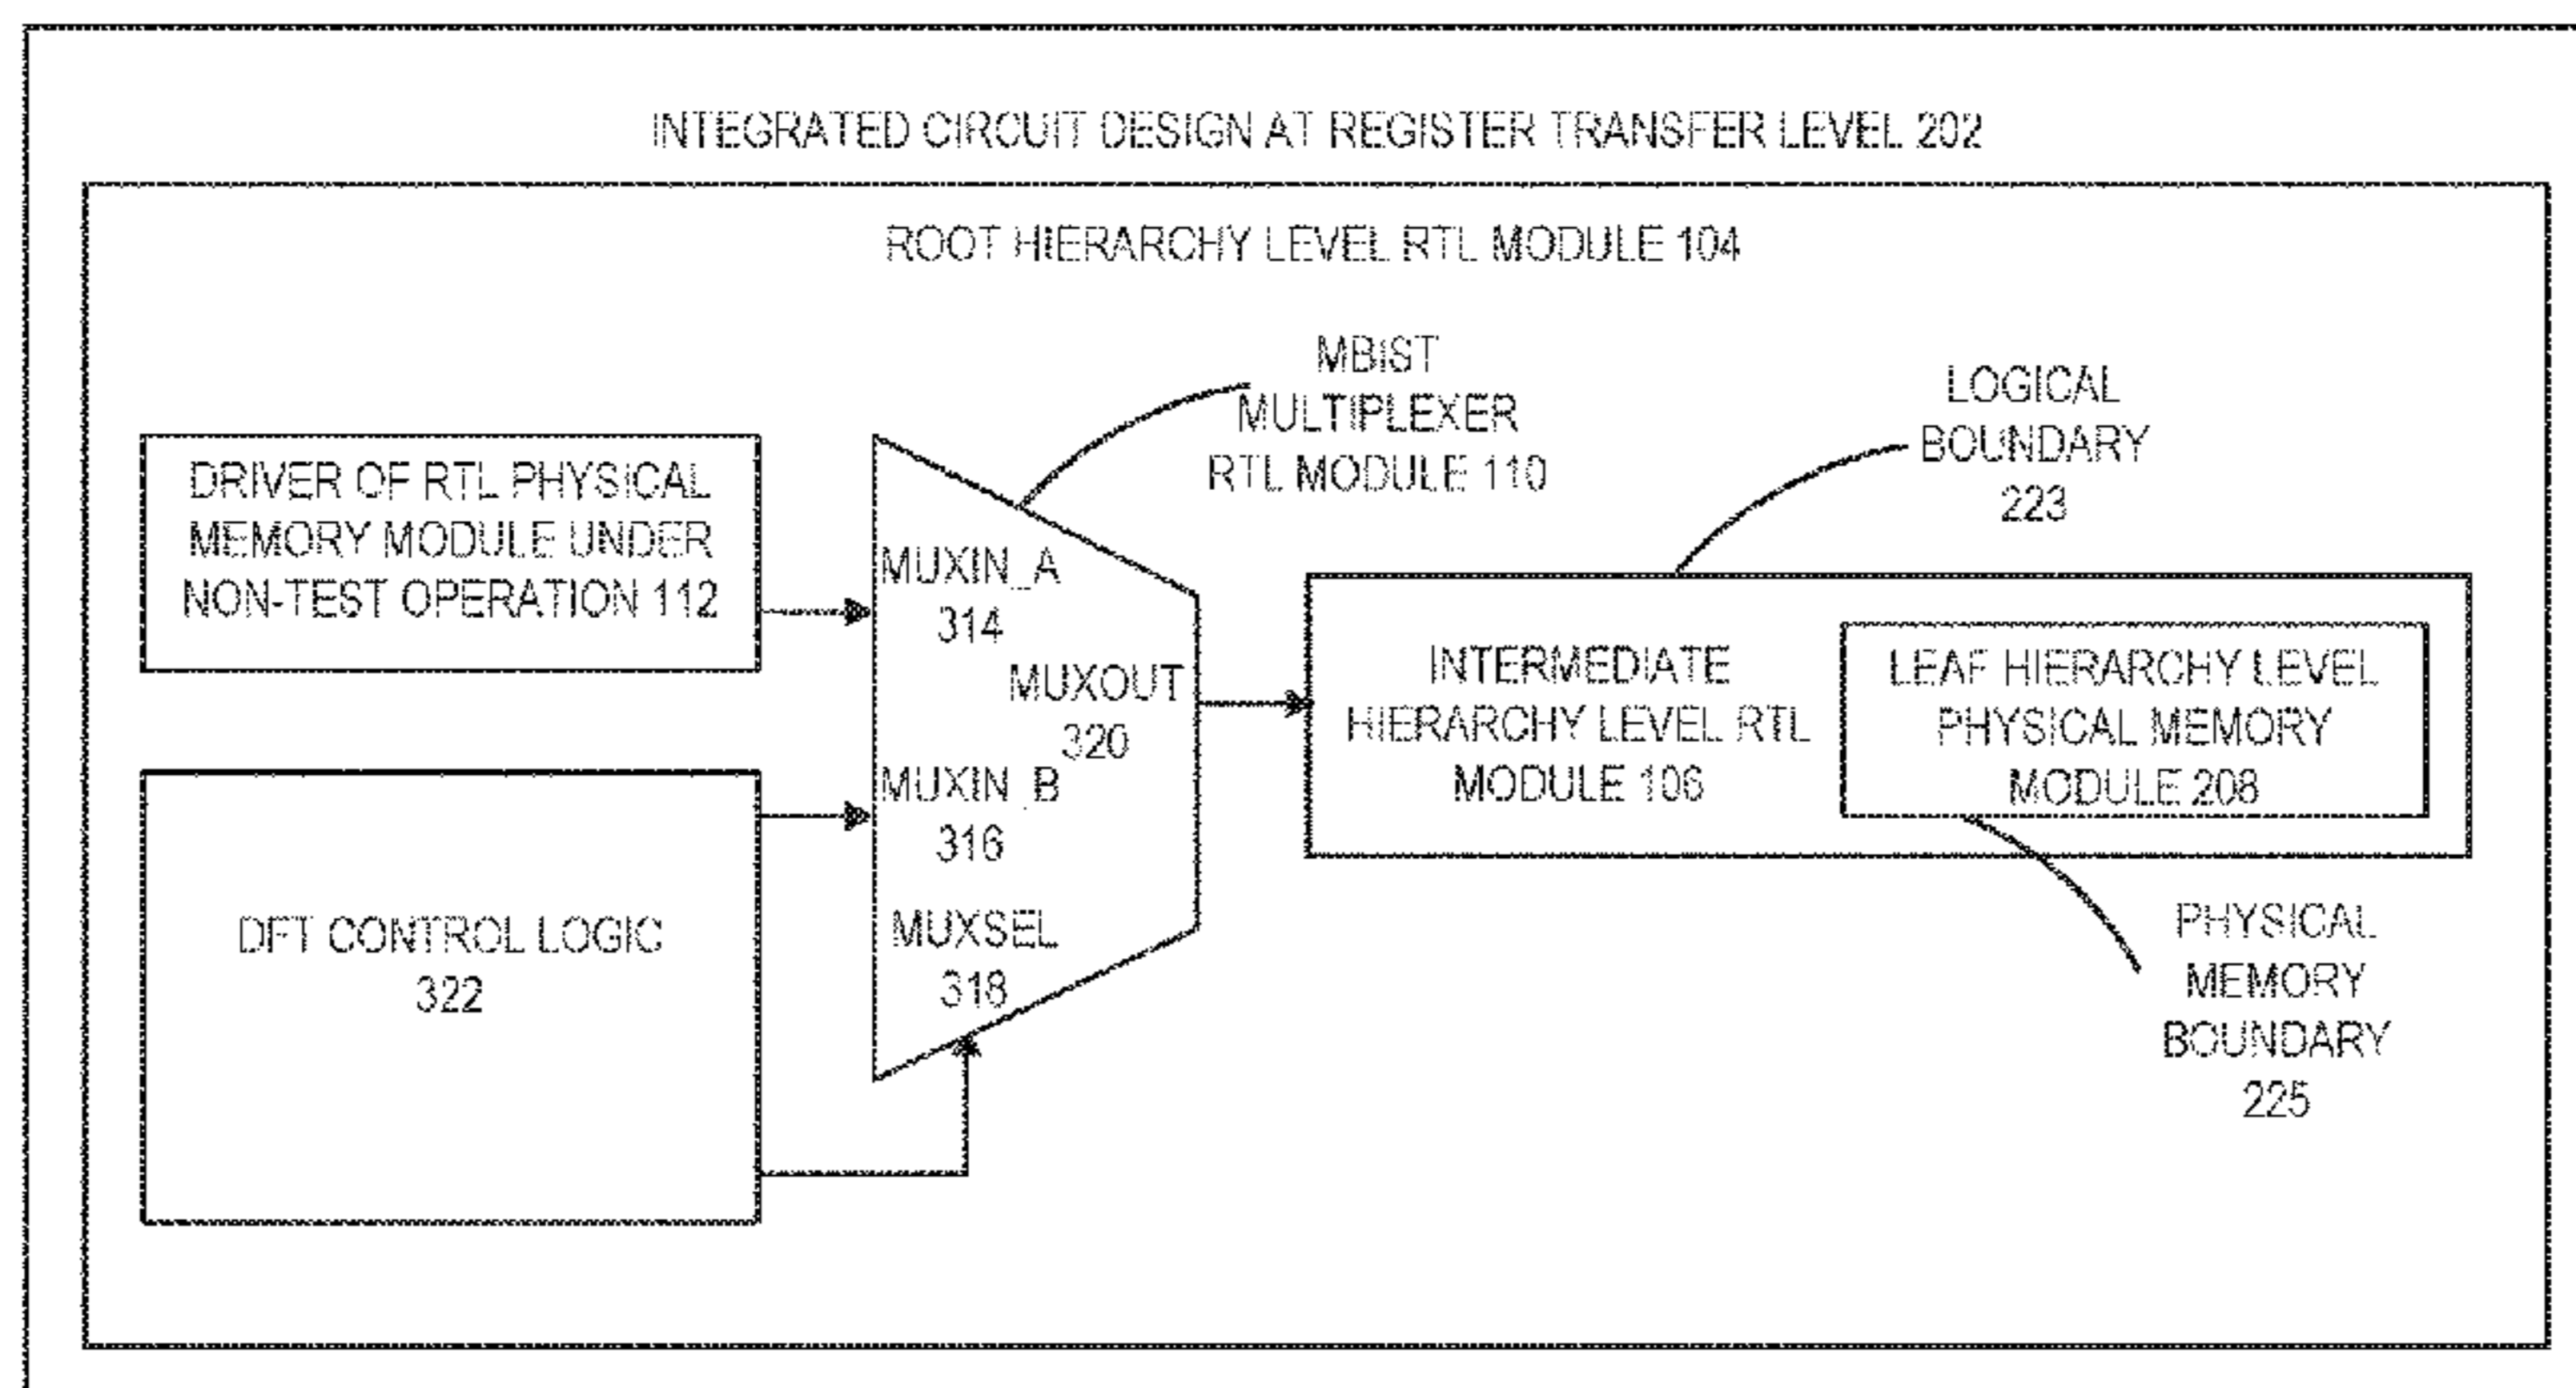 INTEGRATED CIRCUIT DESIGN AT REGISTER TRANSFER LEVEL 202
ROOT HIERARCHY LEVEL RTL MODULE 104
MBIST
MULTIPLEXER
RTL MODULE 110
LOGICAL
BOUNDARY
223
DRIVER OF RTL PHYSICAL
MEMORY MODULE UNDER
NON-TEST OPERATION 112
MUXIN_A
314
MUXOUT
320
MUXIN_B
316
MUXSEL
318
INTERMEDIATE
HIERARCHY LEVEL RTL
MODULE 106
LEAF HIERARCHY LEVEL
PHYSICAL MEMORY
MODULE 208
DFT CONTROL LOGIC
322
PHYSICAL
MEMORY
BOUNDARY
225